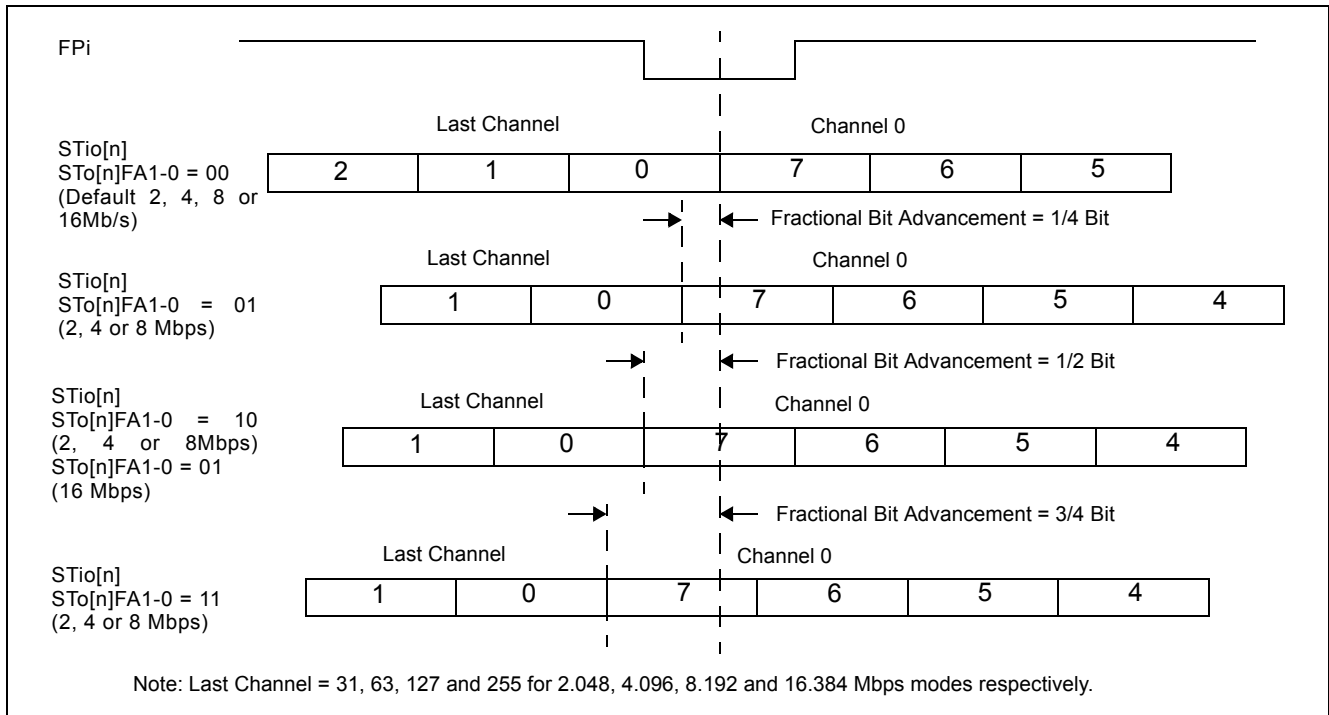 FPi
Last Channel Channel 0
STio[n]
STo[n]FA1-0 = 00
(Default 2, 4, 8 or
16Mb/s)
2 1 0 7 6 5
Fractional Bit Advancement = 1/4 Bit
Last Channel Channel 0
STio[n]
STo[n]FA1-0 = 01
(2, 4 or 8 Mbps)
1 0 7 6 5 4
Fractional Bit Advancement = 1/2 Bit
Last Channel Channel 0
STio[n]
STo[n]FA1-0 = 10
(2, 4 or 8Mbps)
STo[n]FA1-0 = 01
(16 Mbps)
1 0 7 6 5 4
Fractional Bit Advancement = 3/4 Bit
Last Channel Channel 0
STio[n]
STo[n]FA1-0 = 11
(2, 4 or 8 Mbps)
1 0 7 6 5 4
Note: Last Channel = 31, 63, 127 and 255 for 2.048, 4.096, 8.192 and 16.384 Mbps modes respectively.